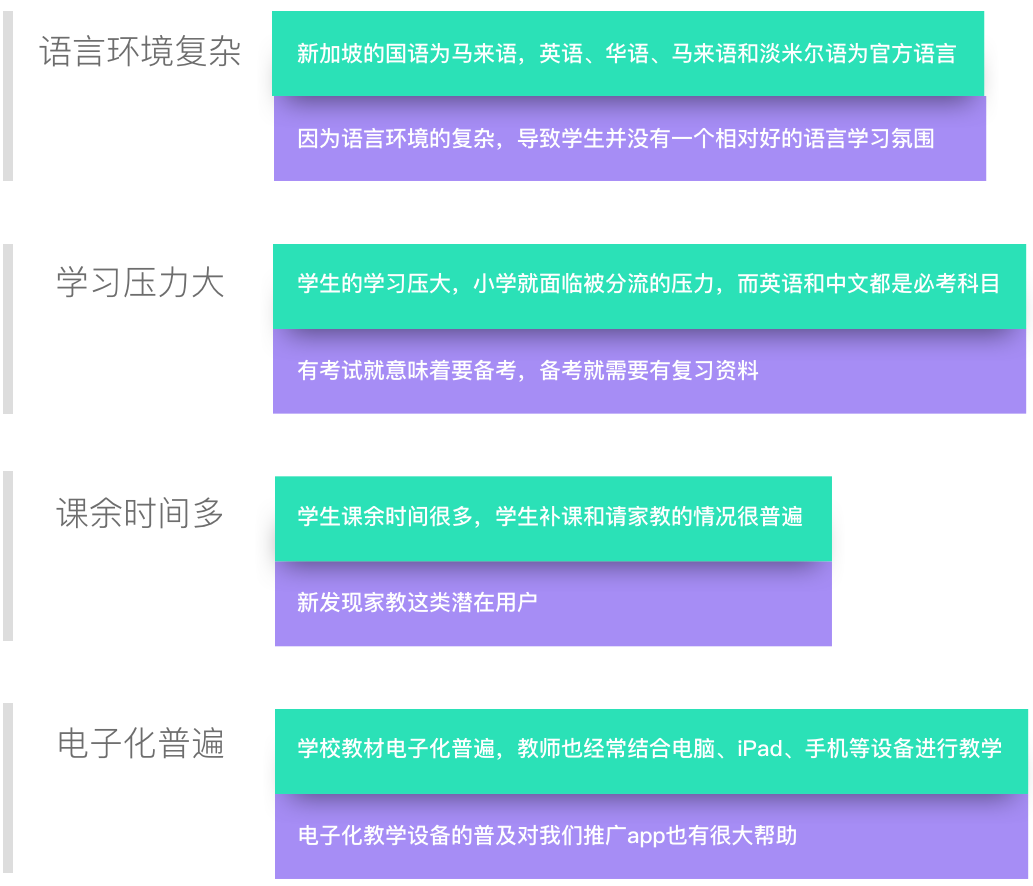 语言环境复杂
新加坡的国语为马来语，英语、华语、马来语和淡米尔语为官方语言
因为语言环境的复杂，导致学生并没有一个相对好的语言学习氛围
学习压力大
学生的学习压大，小学就面临被分流的压力，而英语和中文都是必考科目
有考试就意味着要备考，备考就需要有复习资料
课余时间多
学生课余时间很多，学生补课和请家教的情况很普遍
新发现家教这类潜在用户
电子化普遍
学校教材电子化普遍，教师也经常结合电脑、iPad、手机等设备进行教学
电子化教学设备的普及对我们推广app也有很大帮助